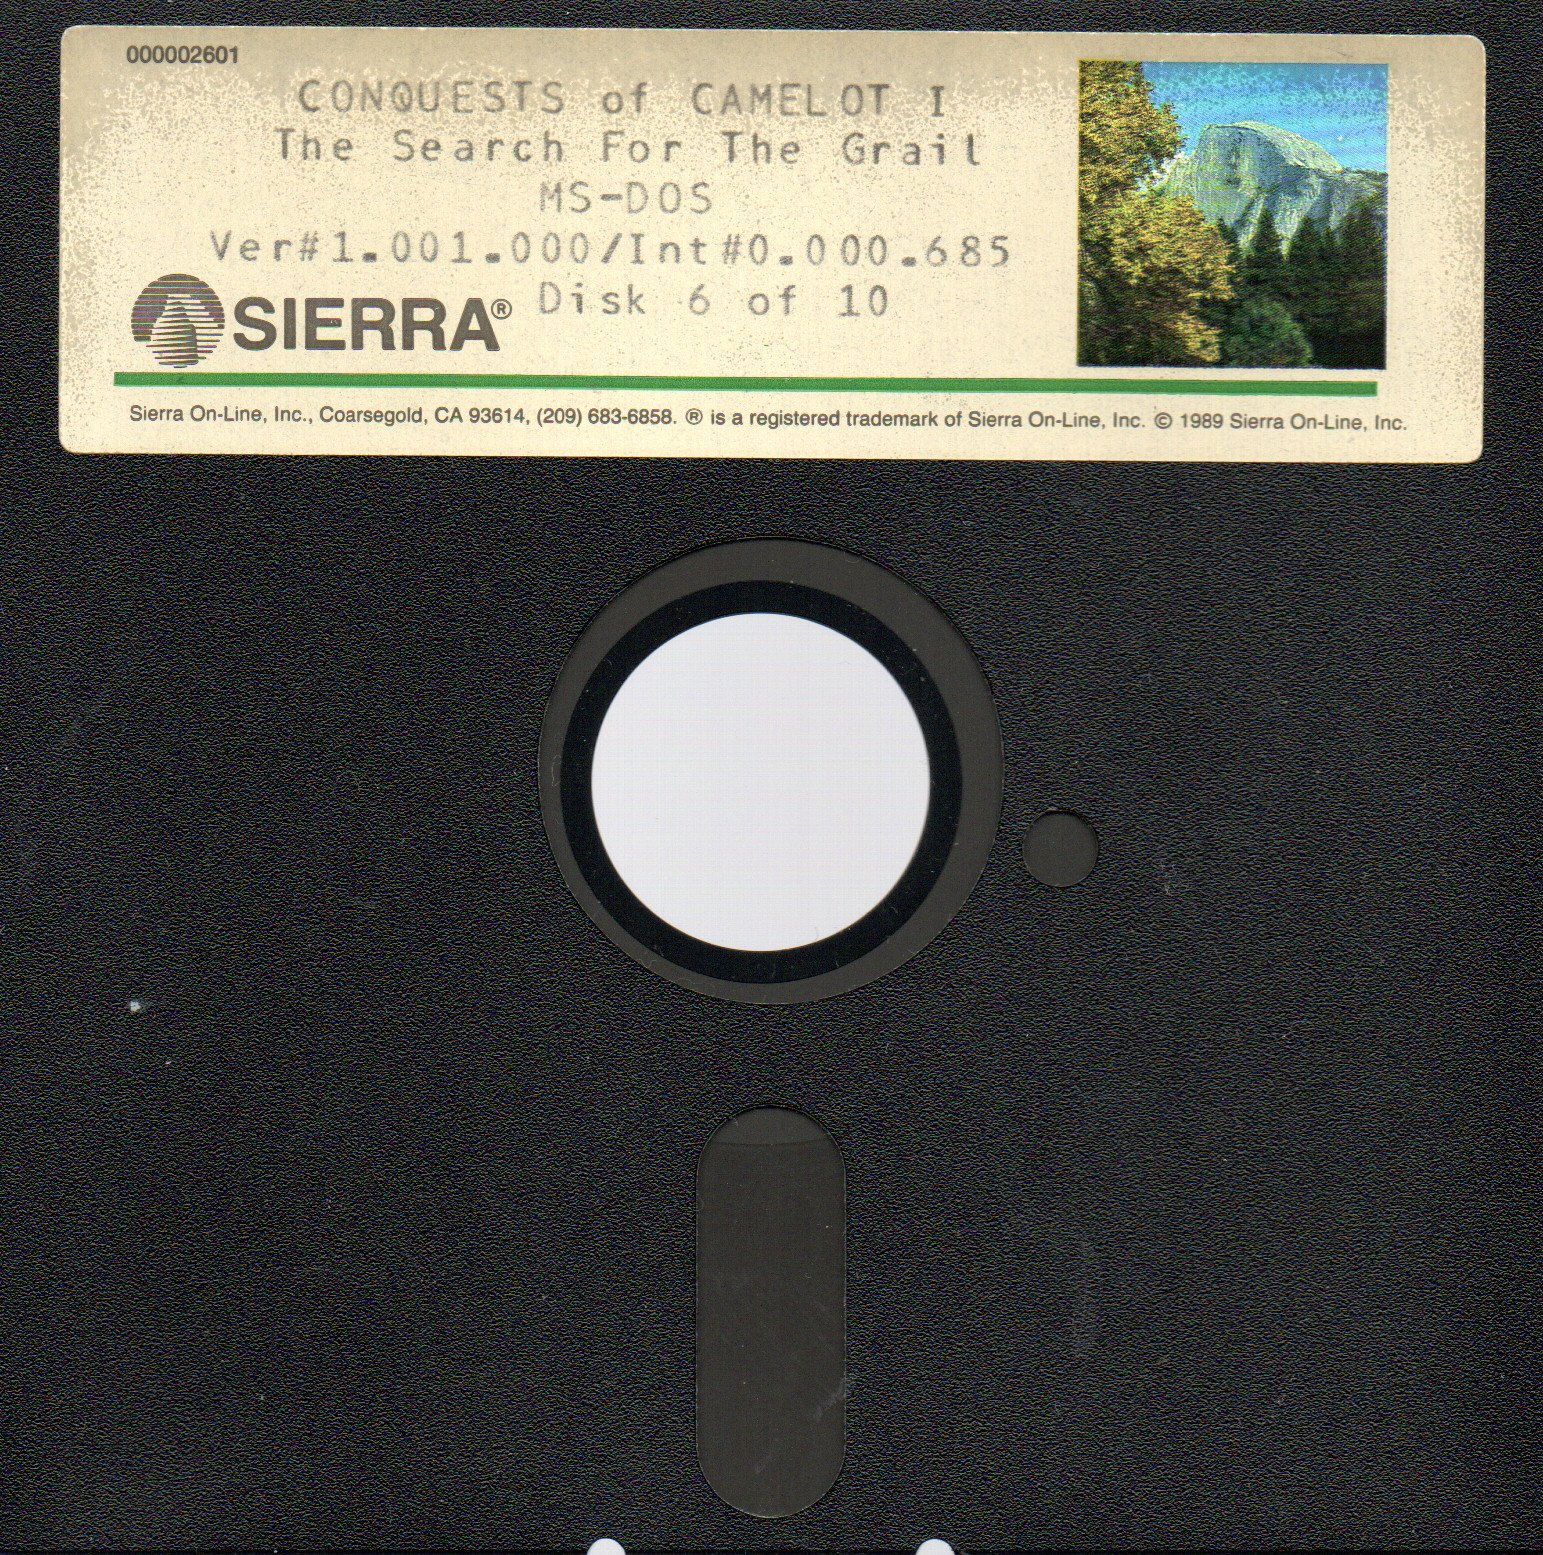 000002601
CONQUESTS of CAMELOT I
The Search For The Grail
MS-DOS
Ver#1.001.000/Int#0.000.685
Disk 6 of 10
SIERRA®
Sierra On-Line, Inc., Coarsegold, CA 93614, (209) 683-6858. ® is a registered trademark of Sierra On-Line, Inc. © 1989 Sierra On-Line, Inc.